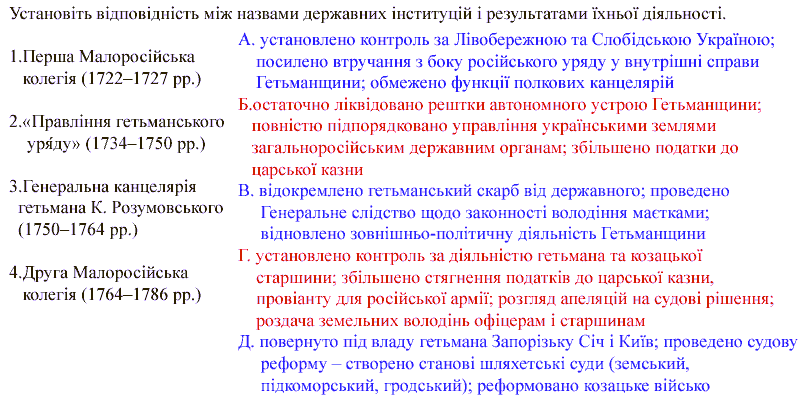 Установіть відповідність між назвами державних інституцій і результатами їхньої діяльності.
1.Перша Малоросійська
колегія (1722–1727 рр.)
2.«Правління гетьманського
уря́ду» (1734–1750 рр.)
3.Генеральна канцелярія
гетьмана К. Розумовського
(1750–1764 рр.)
4.Друга Малоросійська
колегія (1764–1786 рр.)
А. установлено контроль за Лівобережною та Слобідською Україною;
посилено втручання з боку російського уряду у внутрішні справи
Гетьманщини; обмежено функції полкових канцелярій
Б.остаточно ліквідовано рештки автономного устрою Гетьманщини;
повністю підпорядковано управління українськими землями
загальноросійським державним органам; збільшено податки до
царської казни
В. відокремлено гетьманський скарб від державного; проведено
Генеральне слідство щодо законності володіння маєтками;
відновлено зовнішньо-політичну діяльність Гетьманщини
Г. установлено контроль за діяльністю гетьмана та козацької
старшини; збільшено стягнення податків до царської казни,
провіанту для російської армії; розгляд апеляцій на судові рішення;
роздача земельних володінь офіцерам і старшинам
Д. повернуто під владу гетьмана Запорізьку Січ і Київ; проведено судову
реформу – створено станові шляхетські суди (земський,
підкоморський, гродський); реформовано козацьке військо